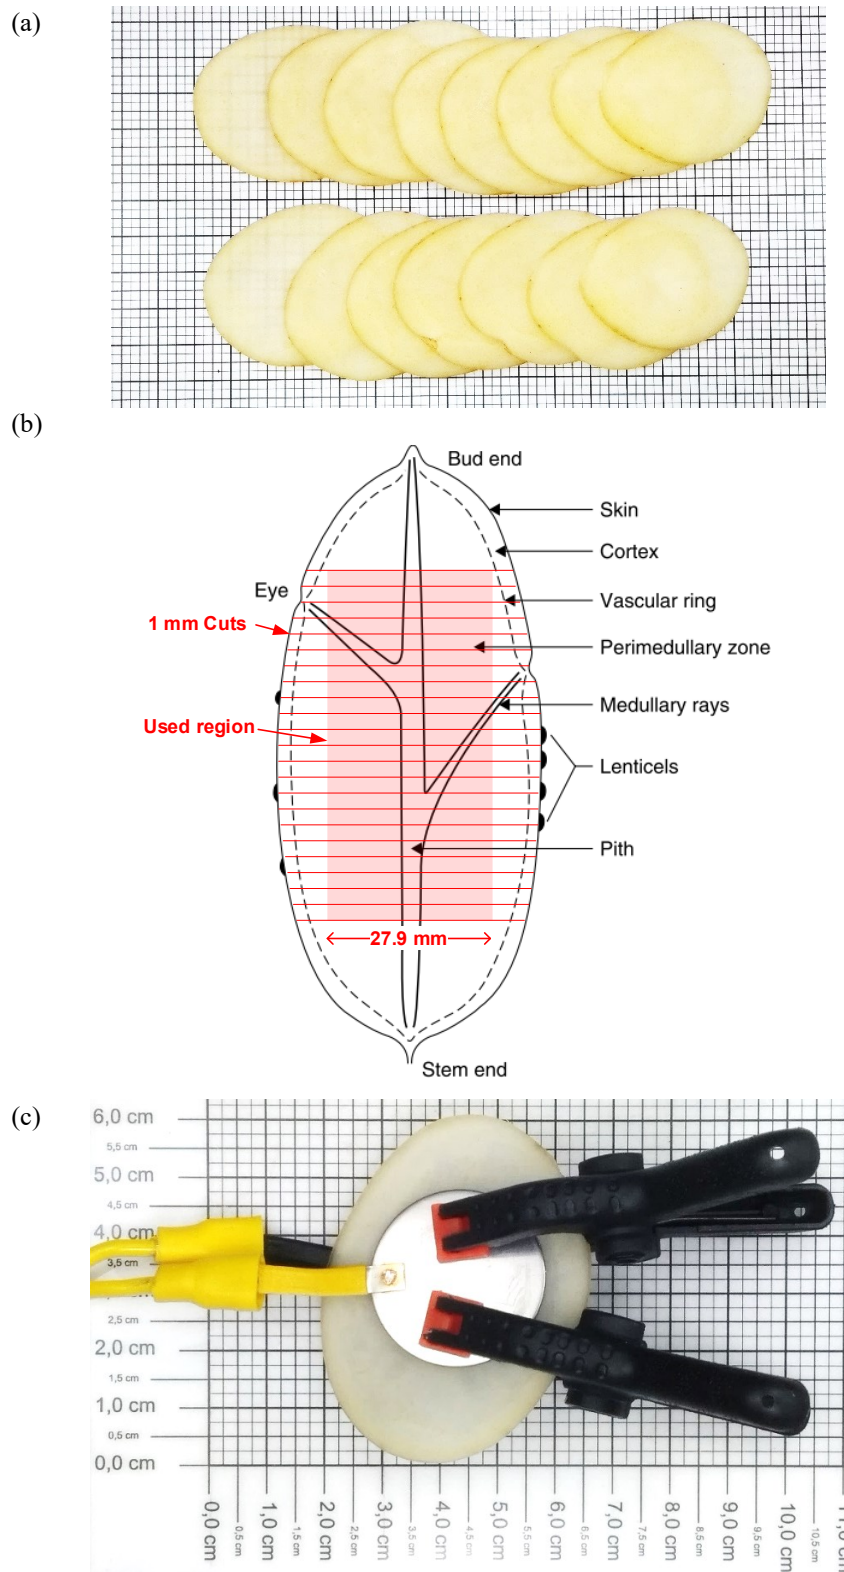 (a)
(b)
Bud end
Skin
Cortex
Eye
Vascular ring
1 mm Cuts
Perimedullary zone
Medullary rays
Used region
Lenticels
Pith
27.9 mm
Stem end
(c)
6,0 cm
5,5 cm
5,0 cm
4,5 cm
4,0 cm
3,5 cm
2,5 cm
2,0 cm
1,5 cm
1,0 cm
0,5 cm
0,0 cm
0,0 cm
0,5 cm
1,0 cm
1,5 cm
2,0 cm
2,5 cm
3,0 cm
3,5 cm
4,0 cm
4,5 cm
5,0 cm
5,5 cm
6,0 cm
6,5 cm
7,0 cm
7,5 cm
8,0 cm
8,5 cm
9,0 cm
9,5 cm
10,0 cm
10,5 cm